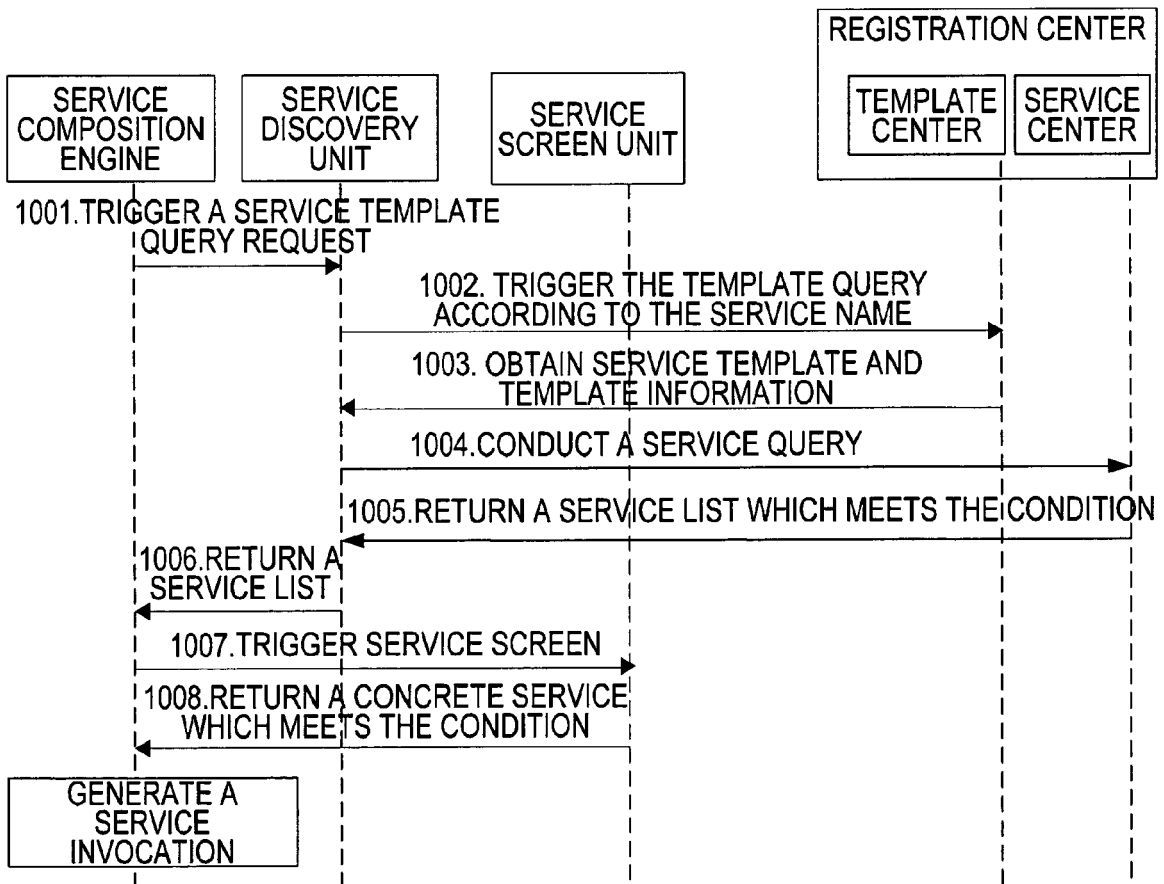 REGISTRATION CENTER
SERVICE
COMPOSITION
ENGINE
SERVICE
DISCOVERY
UNIT
SERVICE
SCREEN UNIT
TEMPLATE
CENTER
SERVICE
CENTER
1001.TRIGGER A SERVICE TEMPLATE
QUERY REQUEST
1002. TRIGGER THE TEMPLATE QUERY
ACCORDING TO THE SERVICE NAME
1003. OBTAIN SERVICE TEMPLATE AND
TEMPLATE INFORMATION
1004.CONDUCT A SERVICE QUERY
1005.RETURN A SERVICE LIST WHICH MEETS THE CONDITION
1006.RETURN A
SERVICE LIST
1007.TRIGGER SERVICE SCREEN
1008.RETURN A CONCRETE SERVICE
WHICH MEETS THE CONDITION
GENERATE A
SERVICE
INVOCATION